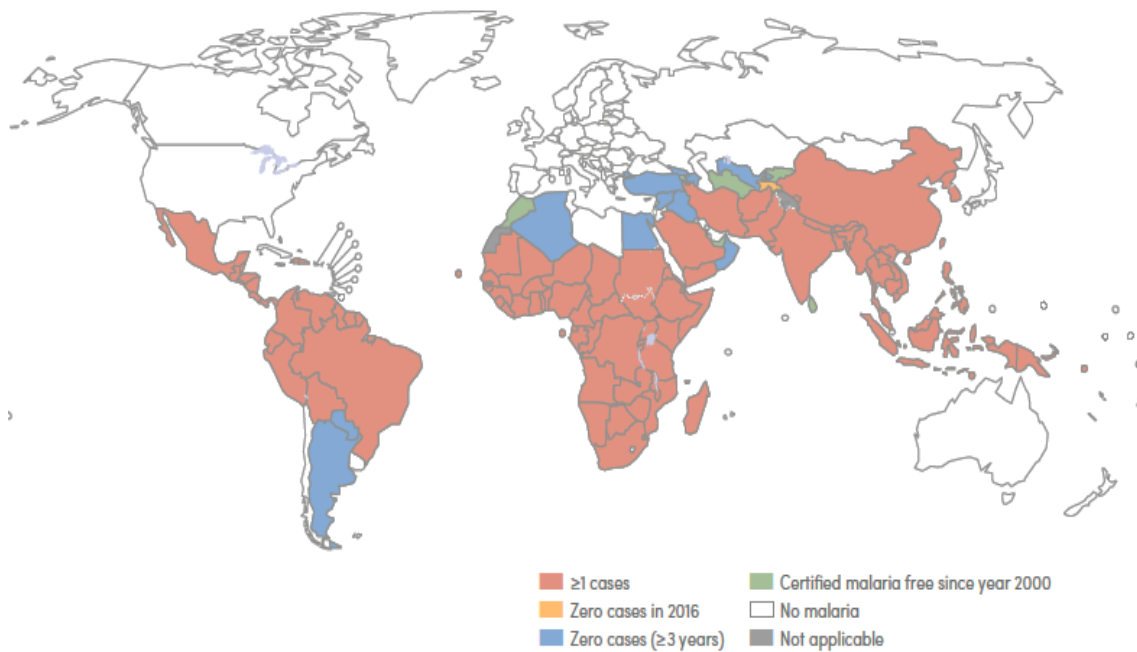 ≥1 cases
Zero cases in 2016
Zero cases (≥3 years)
Certified malaria free since year 2000
No malaria
Not applicable